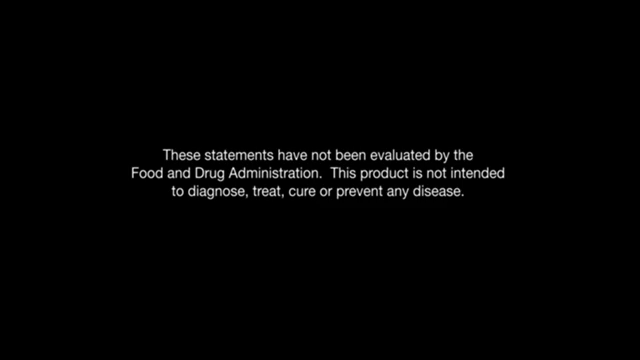 These statements have not been evaluated by the
Food and Drug Administration.  This product is not intended
to diagnose, treat, cure or prevent any disease.